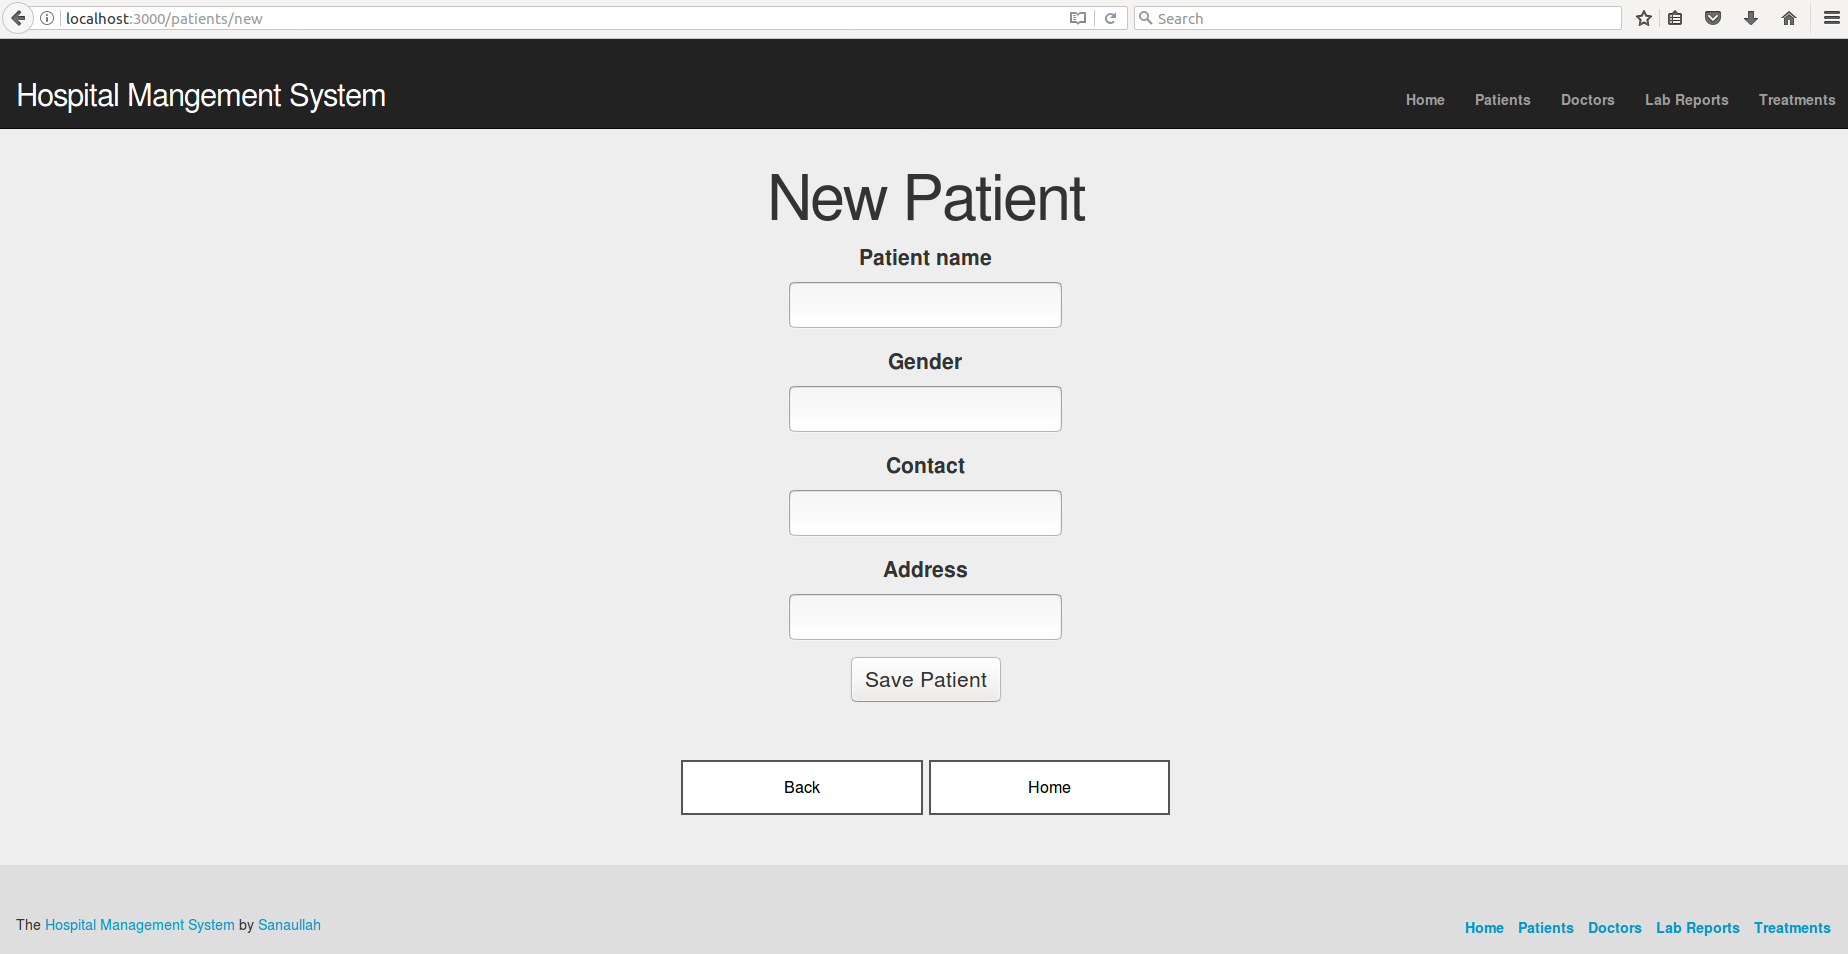 localhost:3000/patients/new
Search
Hospital Mangement System
Home Patients Doctors Lab Reports Treatments
New Patient
Patient name
Gender
Contact
Address
Save Patient
Back Home
The Hospital Management System by Sanaullah
Home Patients Doctors Lab Reports Treatments